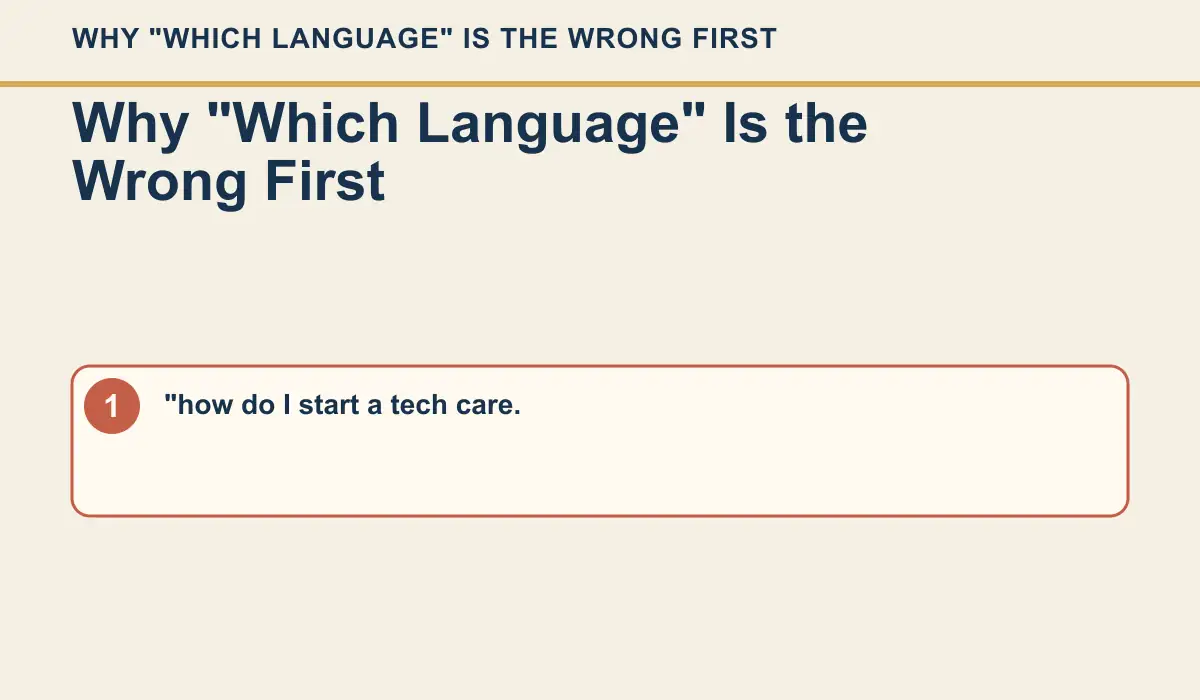 WHY "WHICH LANGUAGE" IS THE WRONG FIRST
Why "Which Language" Is the
Wrong First
1 "how do I start a tech care.